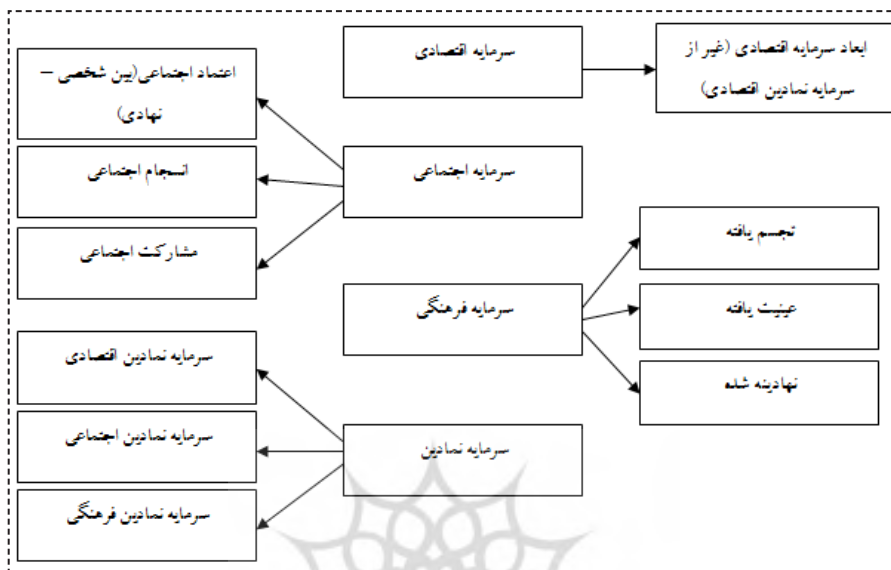 ابعاد سرمایه اقتصادی (غیر از
سرمایه نمادین اقتصادی)
سرمایه اقتصادی
اعتماد اجتماعی(بین شخصی –
نهادی)
سرمایه اجتماعی
انسجام اجتماعی
مشارکت اجتماعی
تجسم یافته
سرمایه فرهنگی
عینیت یافته
نهادینه شده
سرمایه نمادین اقتصادی
سرمایه نمادین
سرمایه نمادین اجتماعی
سرمایه نمادین فرهنگی